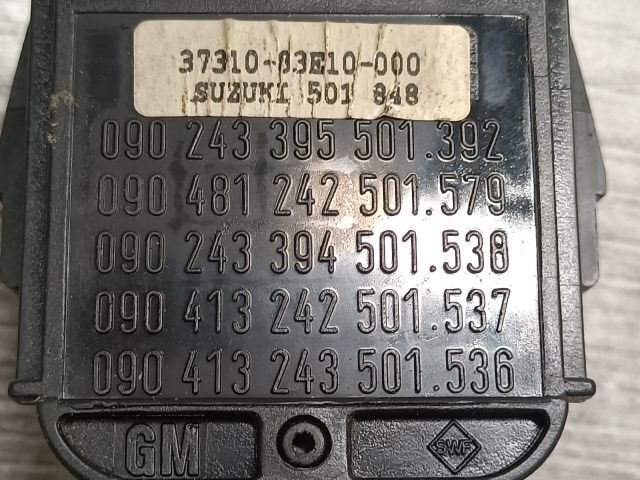 37310-83E10-000
SUZUKI 501 848
090 243 395 501.392
090 481 242 501.579
090 243 394 501.538
090 413 242 501.537
090 413 243 501.536
GM
SWF